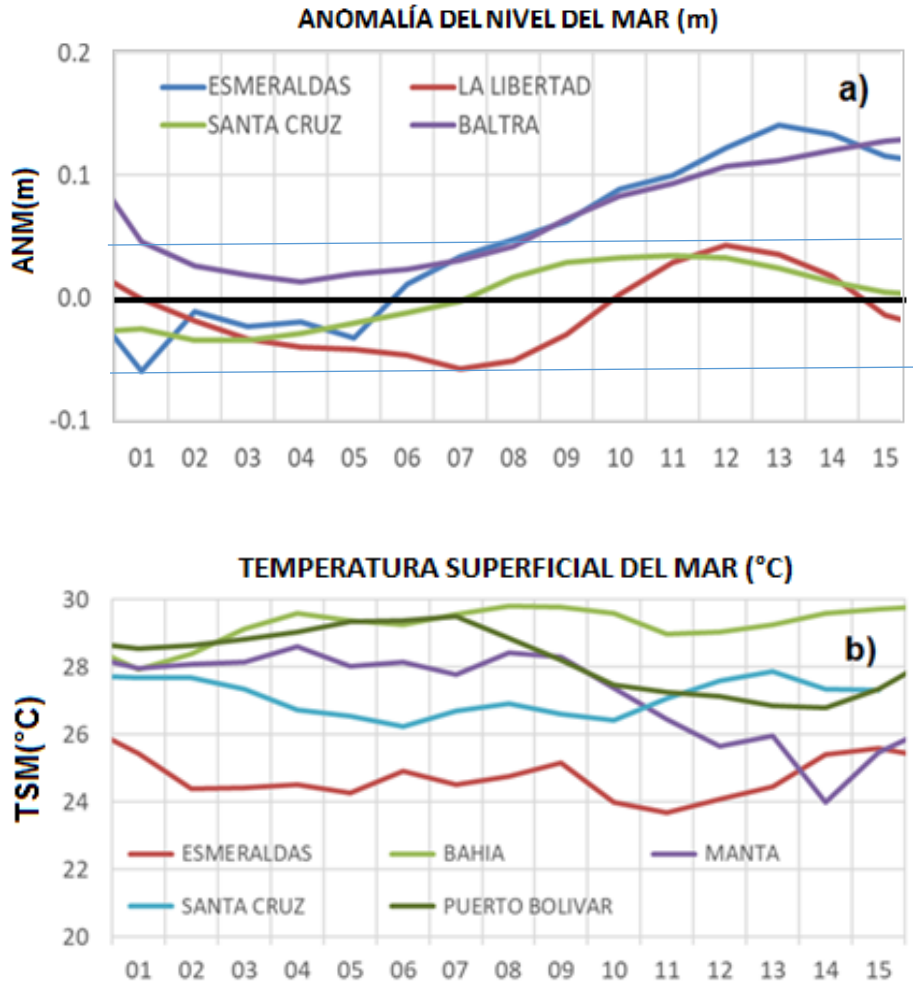 ANOMALÍA DEL NIVEL DEL MAR (m)
0.2
ESMERALDAS LA LIBERTAD a)
SANTA CRUZ BALTRA
0.1
ANM(m)
0.0
-0.1
01 02 03 04 05 06 07 08 09 10 11 12 13 14 15
TEMPERATURA SUPERFICIAL DEL MAR (°C)
30
b)
28
26
TSM(°C)
24
ESMERALDAS BAHIA MANTA
22
SANTA CRUZ PUERTO BOLIVAR
20
01 02 03 04 05 06 07 08 09 10 11 12 13 14 15